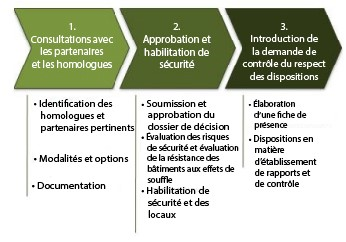 1.
Consultations avec
les partenaires
et les homologues
2.
Approbation et
habilitation de
sécurité
3.
Introduction de
la demande de
contrôle du respect
des dispositions
• Identification des
homologues et
partenaires pertinents
• Modalités et options
• Documentation
• Soumission et
approbation du
dossier de décision
• Évaluation des risques
de sécurité et évaluation
de la résistance des
bâtiments aux effets de
souffle
• Habilitation de
sécurité et des
locaux
• Élaboration
d'une fiche de
présence
• Dispositions en
matière
d'établissement
de rapports et
de contrôle